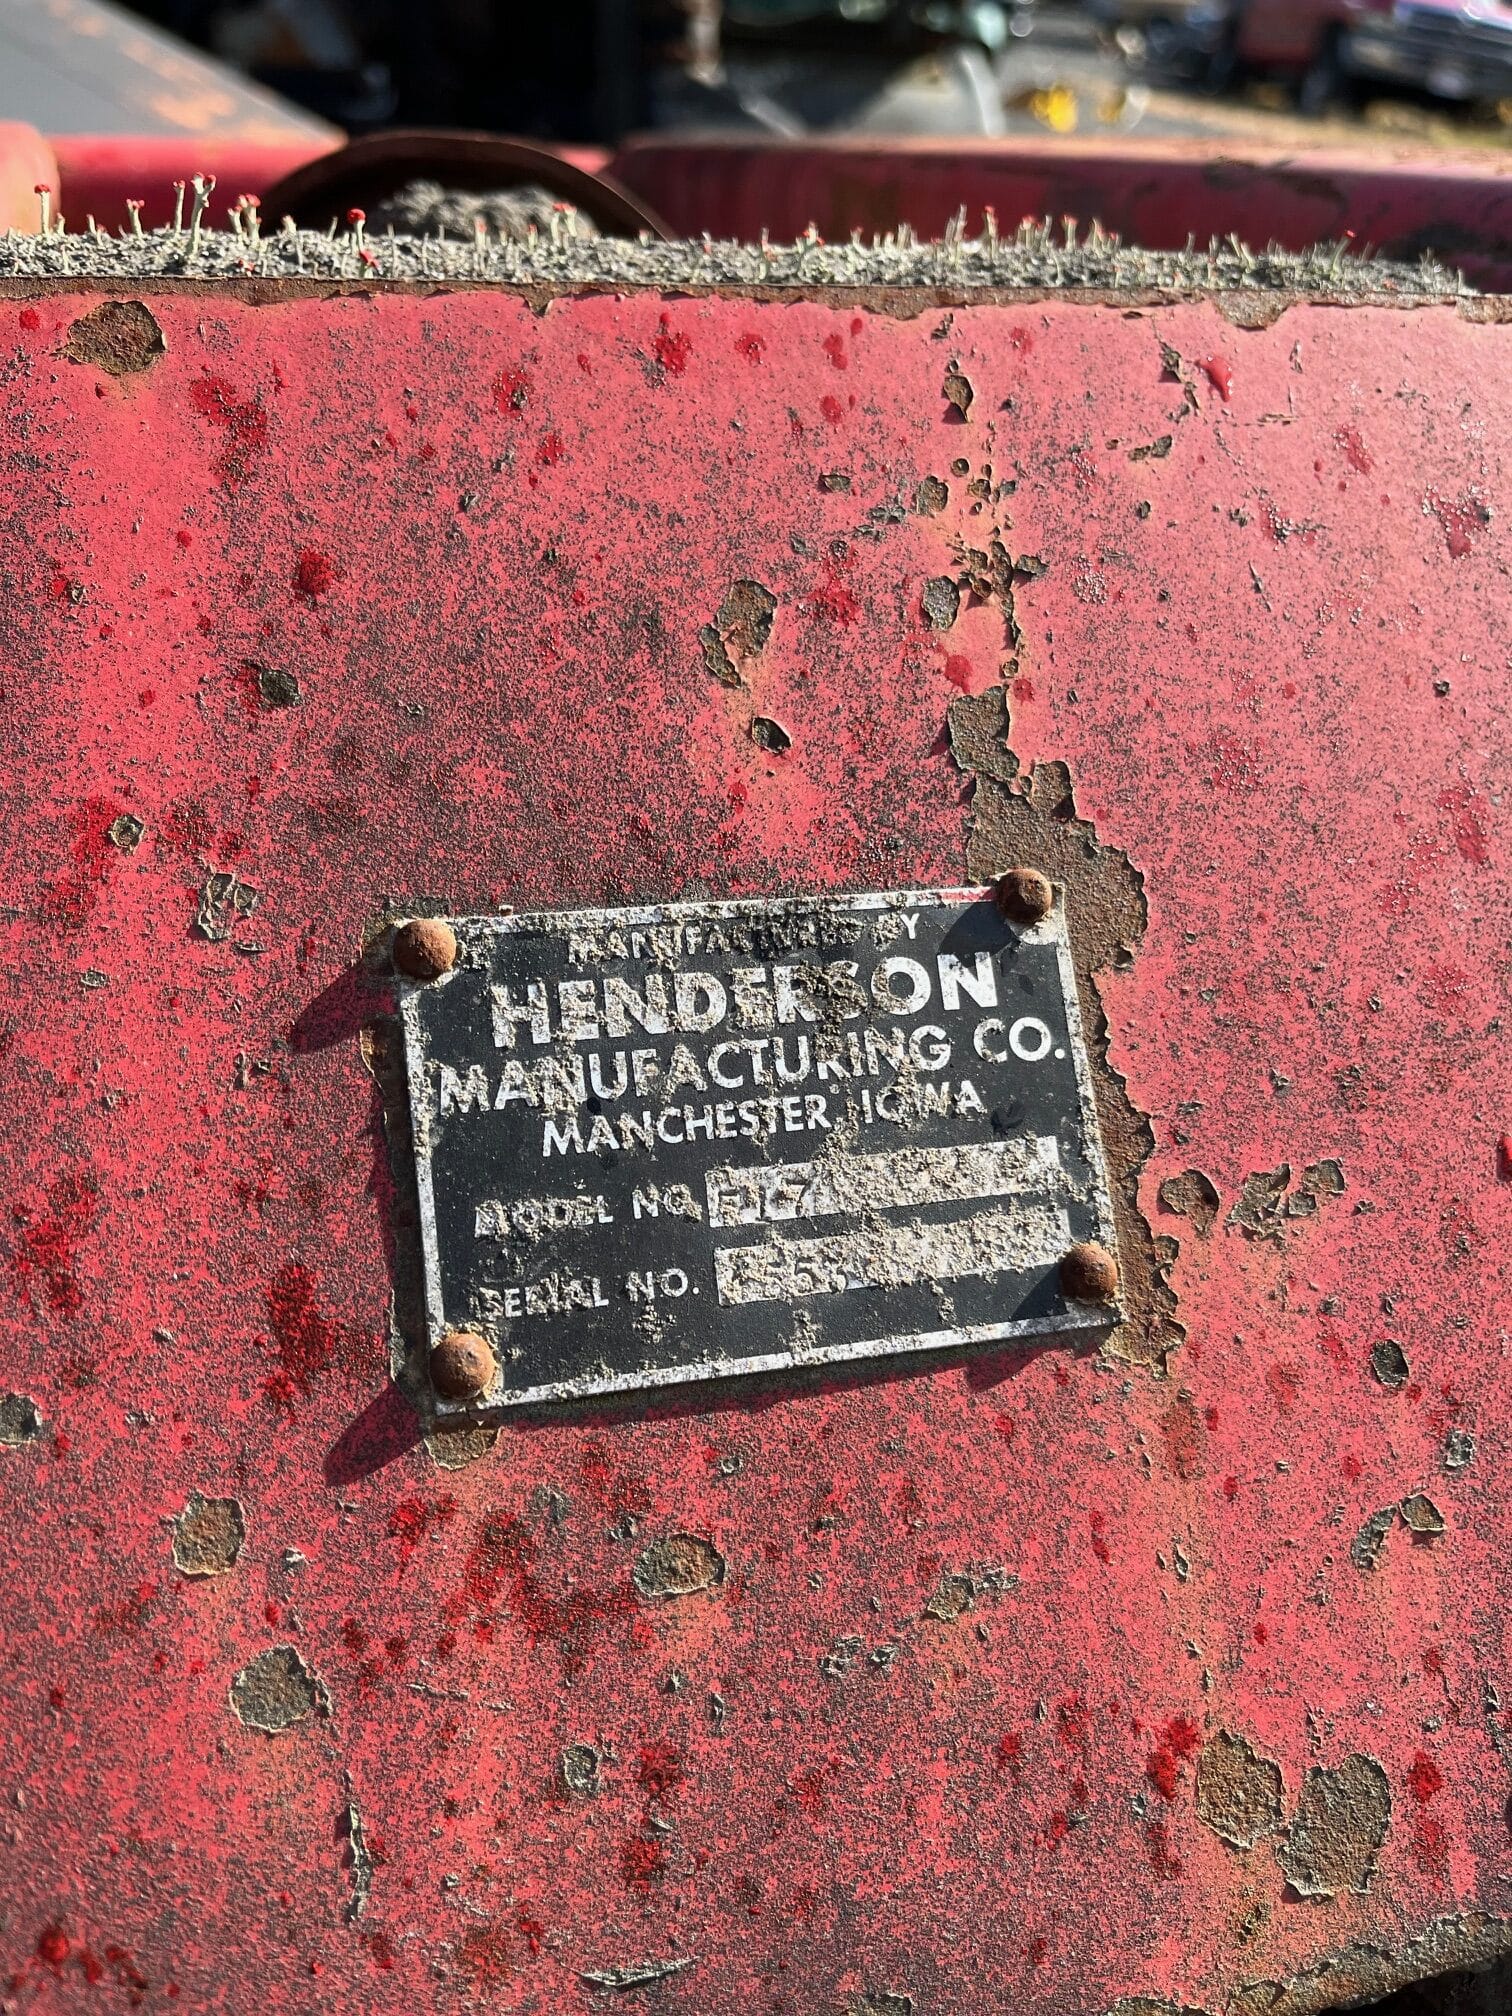 MANUFACTURED BY
HENDERSON
MANUFACTURING CO.
MANCHESTER, IOWA
MODEL NO.
SERIAL NO.